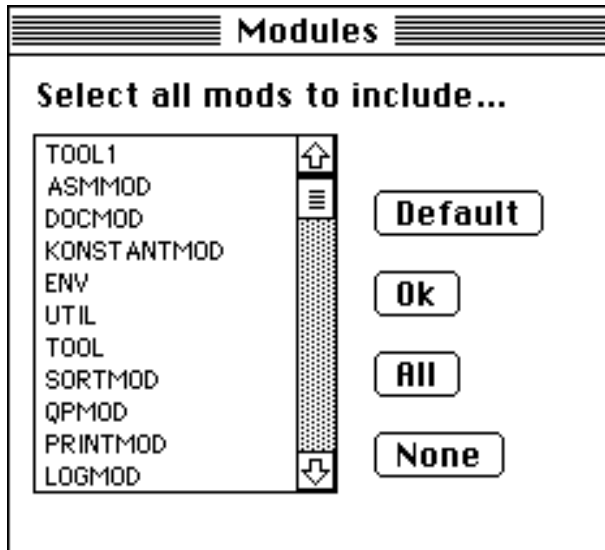 Modules
Select all mods to include...
TOOL1
ASMMOD
DOCMOD
KONSTANTMOD
ENV
UTIL
TOOL
SORTMOD
QPMOD
PRINTMOD
LOGMOD
Default
Ok
All
None